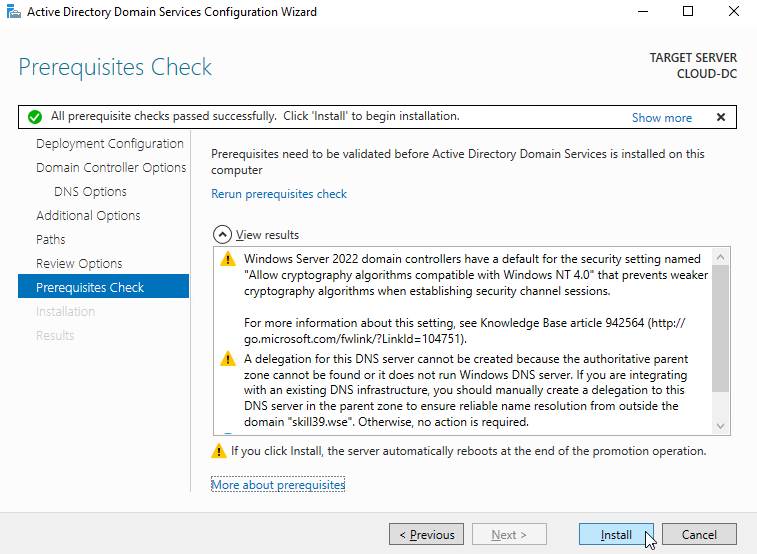 Active Directory Domain Services Configuration Wizard
Prerequisites Check
TARGET SERVER
CLOUD-DC
All prerequisite checks passed successfully.  Click 'Install' to begin installation.
Show more
Deployment Configuration
Domain Controller Options
DNS Options
Additional Options
Paths
Review Options
Prerequisites Check
Installation
Results
Prerequisites need to be validated before Active Directory Domain Services is installed on this
computer
Rerun prerequisites check
View results
Windows Server 2022 domain controllers have a default for the security setting named
"Allow cryptography algorithms compatible with Windows NT 4.0" that prevents weaker
cryptography algorithms when establishing security channel sessions.
For more information about this setting, see Knowledge Base article 942564 (http://
go.microsoft.com/fwlink/?LinkId=104751).
A delegation for this DNS server cannot be created because the authoritative parent
zone cannot be found or it does not run Windows DNS server. If you are integrating
with an existing DNS infrastructure, you should manually create a delegation to this
DNS server in the parent zone to ensure reliable name resolution from outside the
domain "skill39.wse". Otherwise, no action is required.
If you click Install, the server automatically reboots at the end of the promotion operation.
More about prerequisites
< Previous
Next >
Install
Cancel